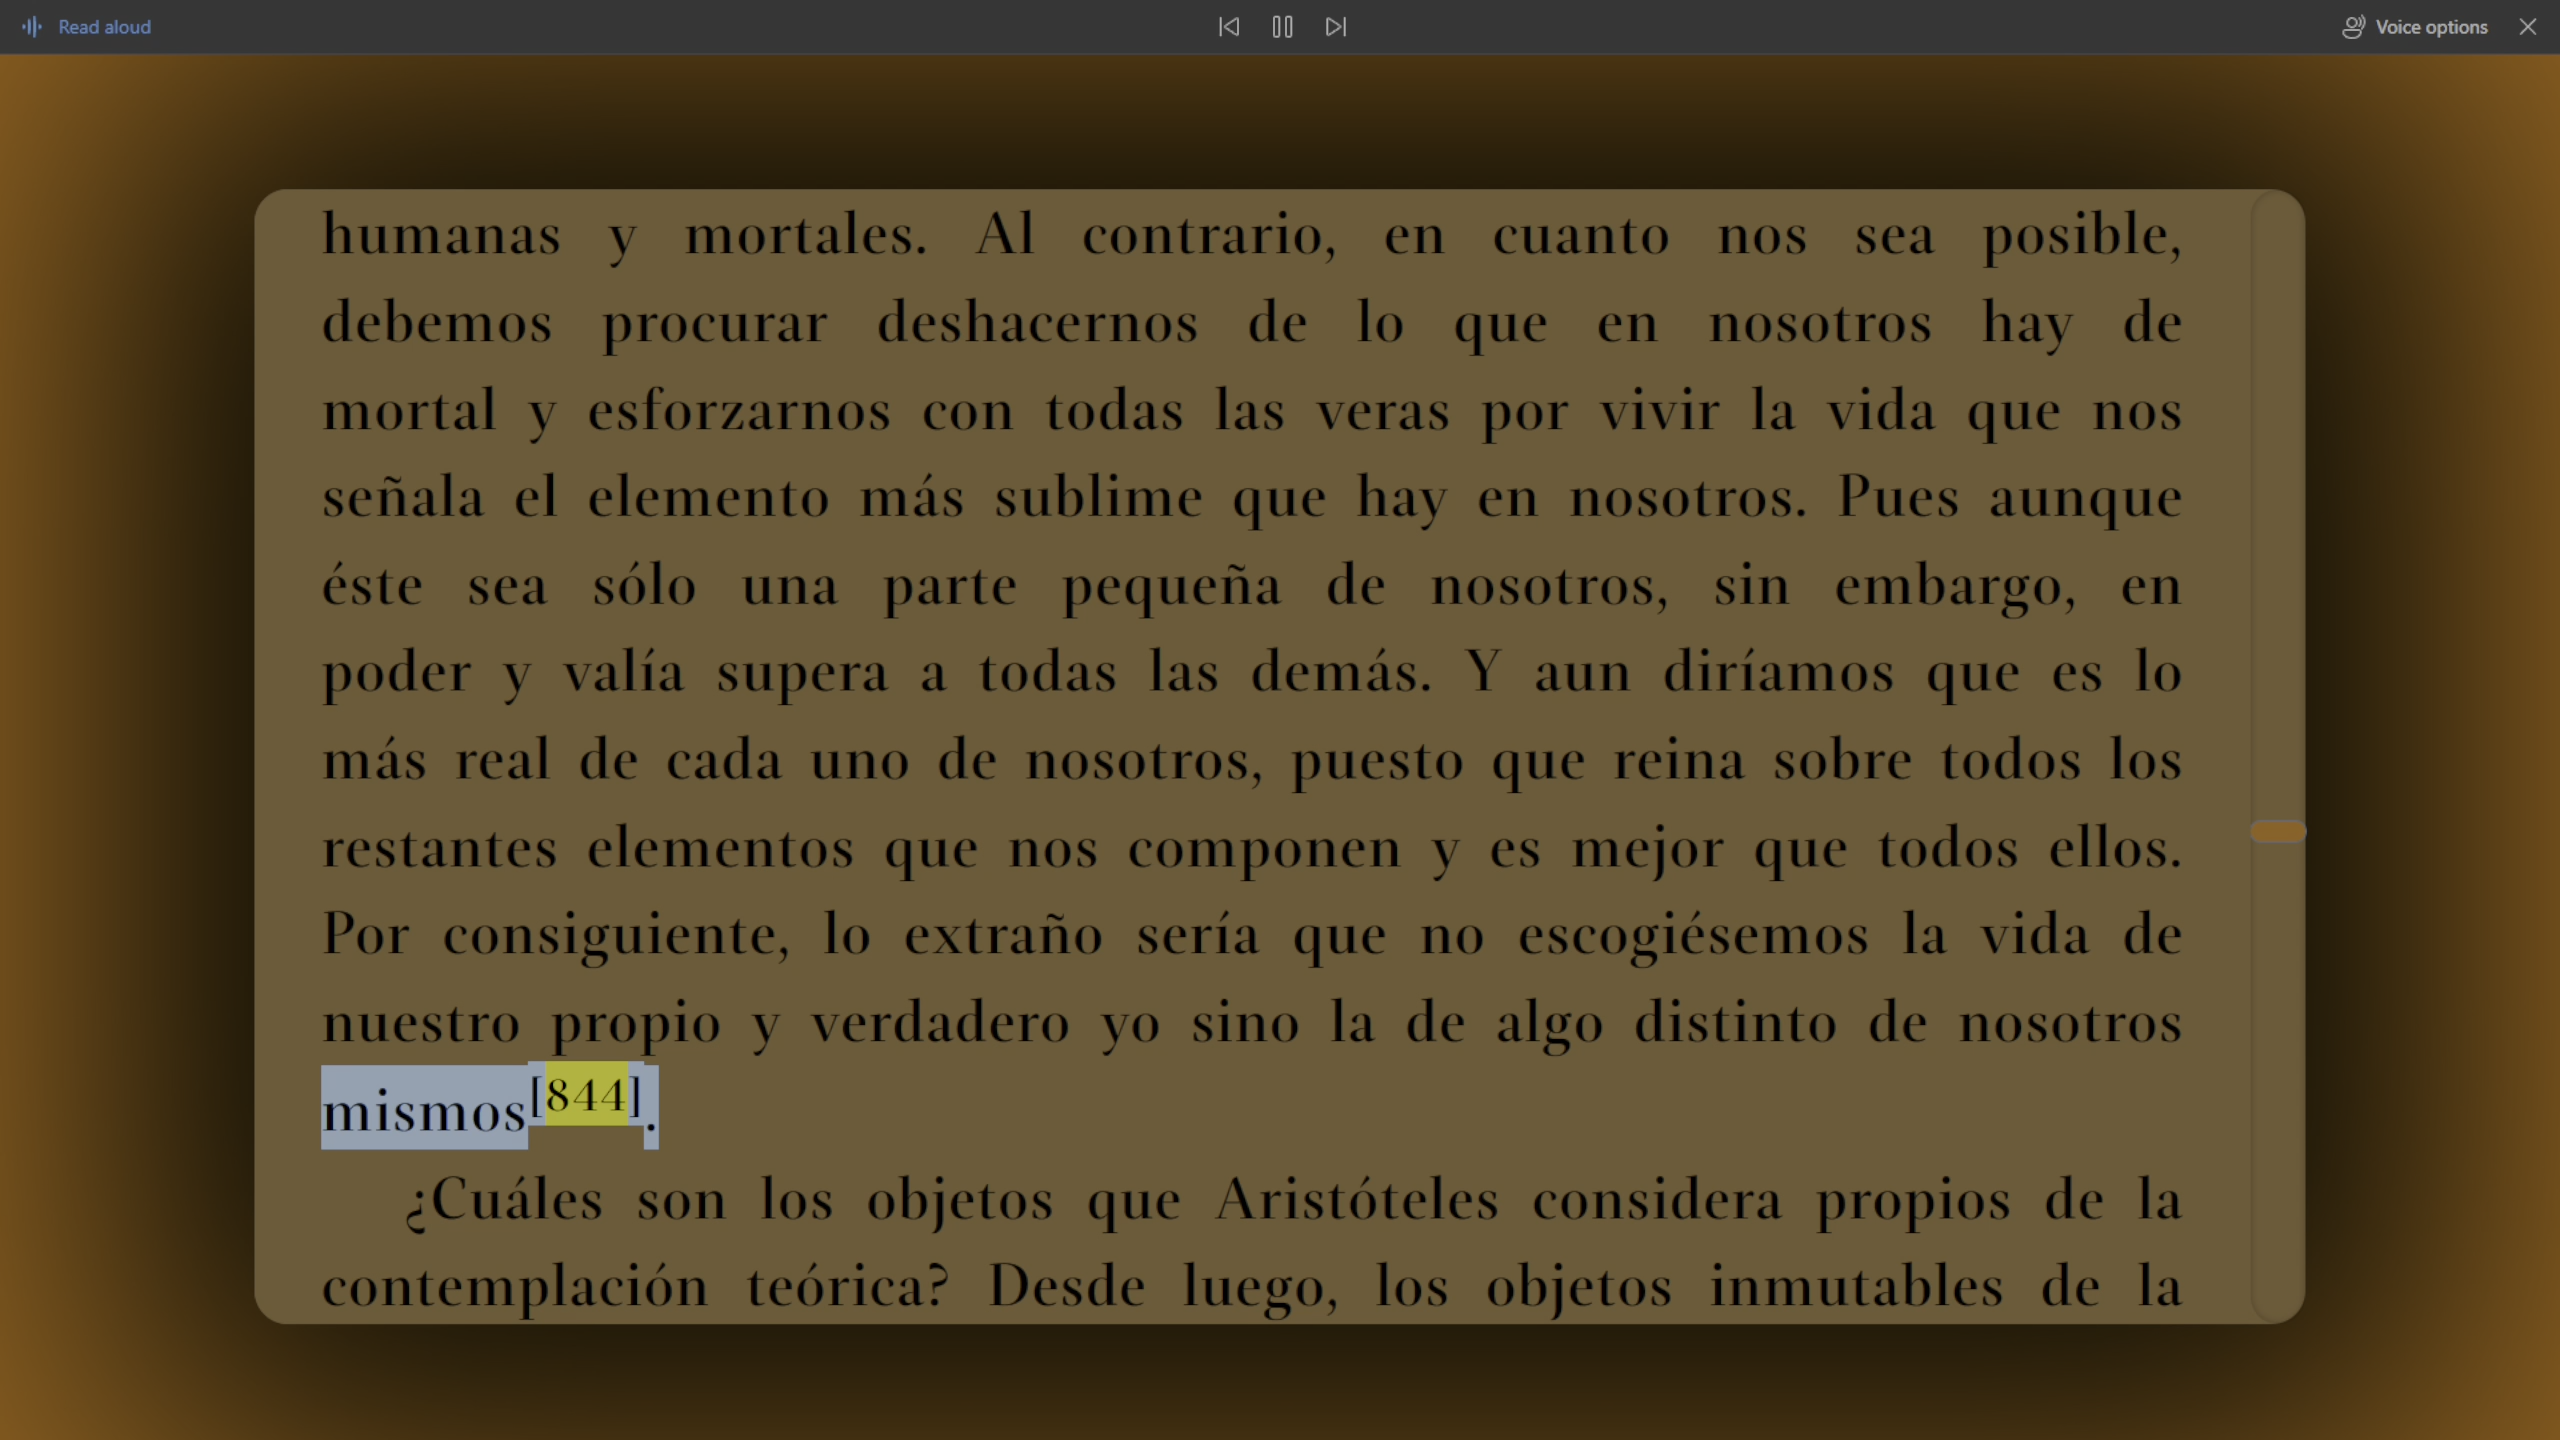 Read aloud
Voice options
humanas y mortales. Al contrario, en cuanto nos sea posible,
debemos procurar deshacernos de lo que en nosotros hay de
mortal y esforzarnos con todas las veras por vivir la vida que nos
señala el elemento más sublime que hay en nosotros. Pues aunque
éste sea sólo una parte pequeña de nosotros, sin embargo, en
poder y valía supera a todas las demás. Y aun diríamos que es lo
más real de cada uno de nosotros, puesto que reina sobre todos los
restantes elementos que nos componen y es mejor que todos ellos.
Por consiguiente, lo extraño sería que no escogiésemos la vida de
nuestro propio y verdadero yo sino la de algo distinto de nosotros
mismos[844].
¿Cuáles son los objetos que Aristóteles considera propios de la
contemplación teórica? Desde luego, los objetos inmutables de la